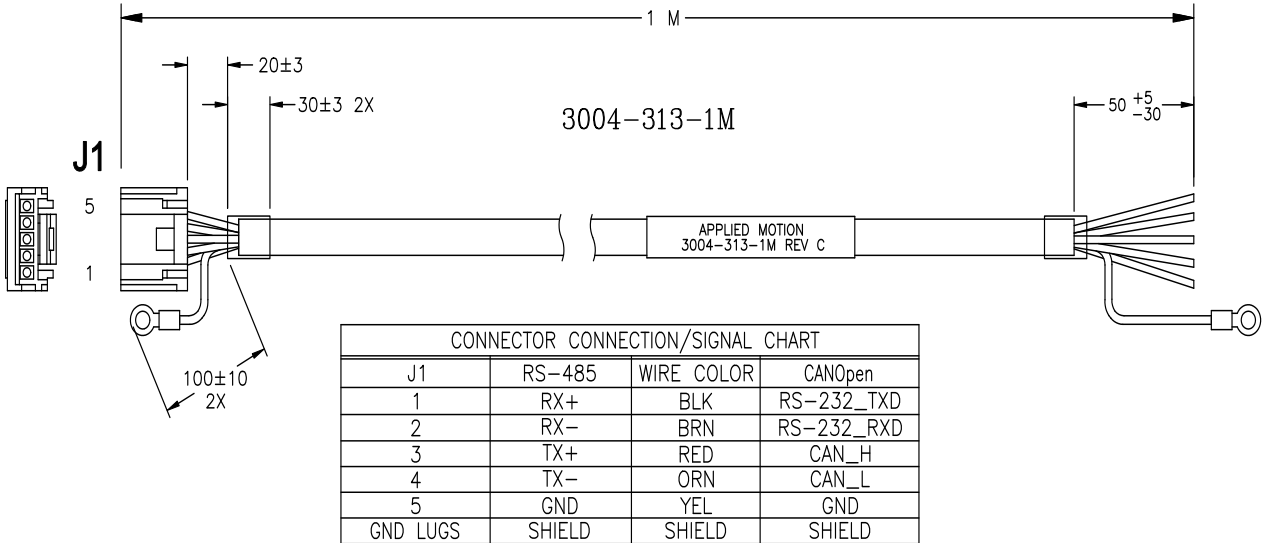 1 M
20±3
30±3 2X
50 +5 -30
3004-313-1M
J1
5
1
APPLIED MOTION
3004-313-1M REV C
100±10
2X
CONNECTOR CONNECTION/SIGNAL CHART
J1 RS-485 WIRE COLOR CANOpen
1 RX+ BLK RS-232_TXD
2 RX- BRN RS-232_RXD
3 TX+ RED CAN_H
4 TX- ORN CAN_L
5 GND YEL GND
GND LUGS SHIELD SHIELD SHIELD